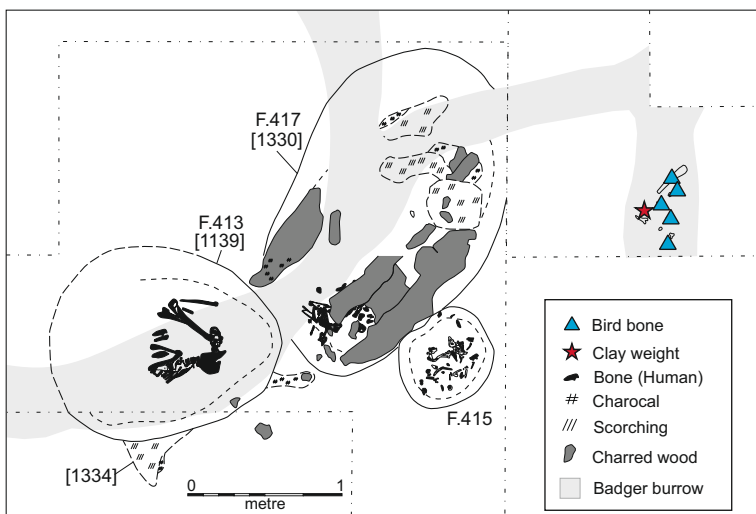 F.417
[1330]
F.413
[1139]
F.415
[1334]
0
1
metre
Bird bone
Clay weight
Bone (Human)
Charocal
Scorching
Charred wood
Badger burrow